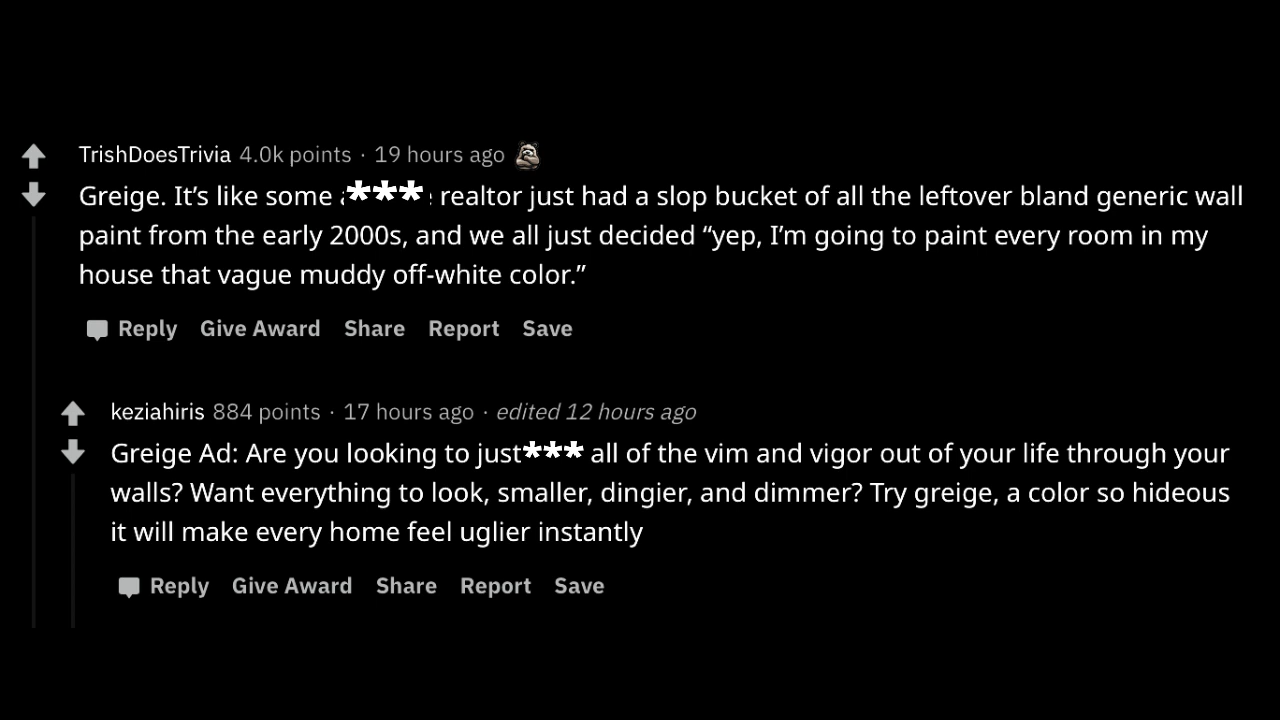 TrishDoesTrivia 4.0k points · 19 hours ago
Greige. It's like some *** realtor just had a slop bucket of all the leftover bland generic wall
paint from the early 2000s, and we all just decided “yep, I'm going to paint every room in my
house that vague muddy off-white color.”
Reply Give Award Share Report Save
keziahiris 884 points · 17 hours ago · edited 12 hours ago
Greige Ad: Are you looking to just*** all of the vim and vigor out of your life through your
walls? Want everything to look, smaller, dingier, and dimmer? Try greige, a color so hideous
it will make every home feel uglier instantly
Reply Give Award Share Report Save